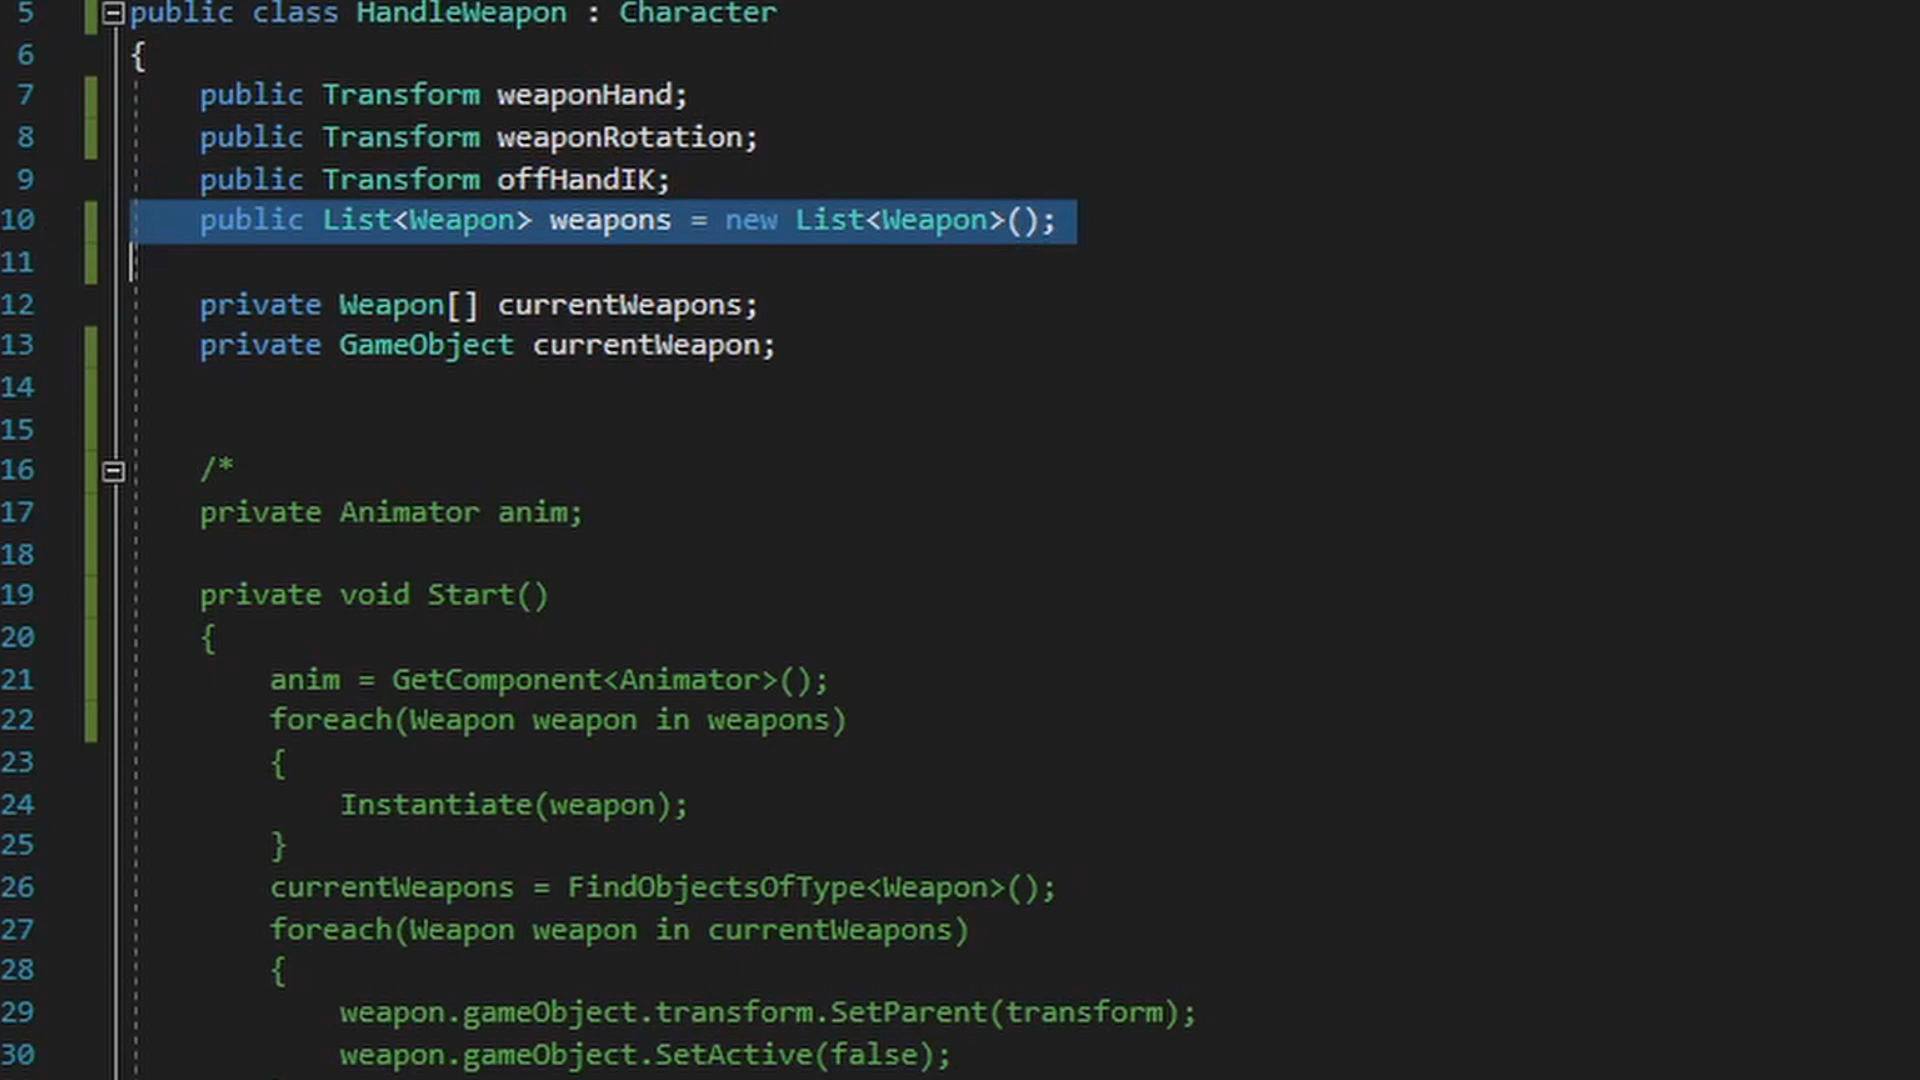 5 public class HandleWeapon : Character
6 {
7 public Transform weaponHand;
8 public Transform weaponRotation;
9 public Transform offHandIK;
10 public List<Weapon> weapons = new List<Weapon>();
11
12 private Weapon[] currentWeapons;
13 private GameObject currentWeapon;
14
15
16 /*
17 private Animator anim;
18
19 private void Start()
20 {
21 anim = GetComponent<Animator>();
22 foreach(Weapon weapon in weapons)
23 {
24 Instantiate(weapon);
25 }
26 currentWeapons = FindObjectsOfType<Weapon>();
27 foreach(Weapon weapon in currentWeapons)
28 {
29 weapon.gameObject.transform.SetParent(transform);
30 weapon.gameObject.SetActive(false);